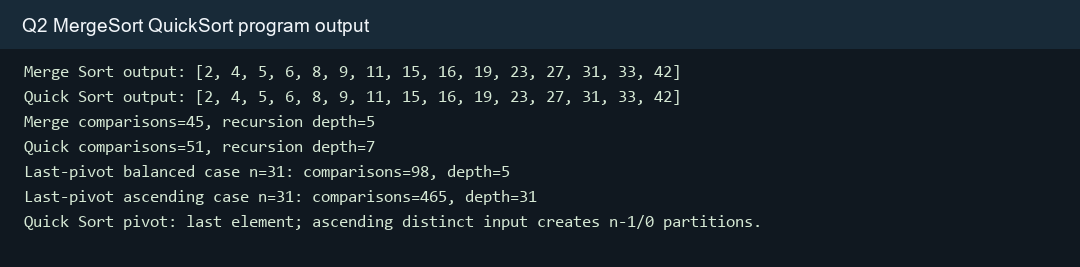 Q2 MergeSort QuickSort program output
Merge Sort output: [2, 4, 5, 6, 8, 9, 11, 15, 16, 19, 23, 27, 31, 33, 42]
Quick Sort output: [2, 4, 5, 6, 8, 9, 11, 15, 16, 19, 23, 27, 31, 33, 42]
Merge comparisons=45, recursion depth=5
Quick comparisons=51, recursion depth=7
Last-pivot balanced case n=31: comparisons=98, depth=5
Last-pivot ascending case n=31: comparisons=465, depth=31
Quick Sort pivot: last element; ascending distinct input creates n-1/0 partitions.